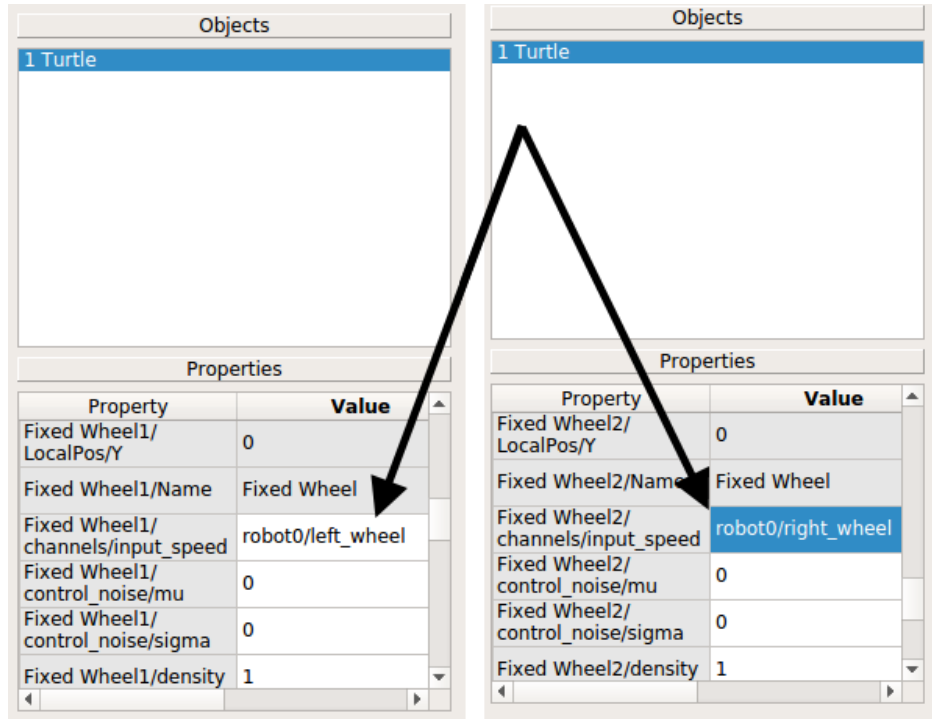 Objects
1 Turtle
Properties
Property Value
Fixed Wheel1/
LocalPos/Y 0
Fixed Wheel1/Name Fixed Wheel
Fixed Wheel1/
channels/input_speed robot0/left_wheel
Fixed Wheel1/
control_noise/mu 0
Fixed Wheel1/
control_noise/sigma 0
Fixed Wheel1/density 1
Objects
1 Turtle
Properties
Property Value
Fixed Wheel2/
LocalPos/Y 0
Fixed Wheel2/Name Fixed Wheel
Fixed Wheel2/
channels/input_speed robot0/right_wheel
Fixed Wheel2/
control_noise/mu 0
Fixed Wheel2/
control_noise/sigma 0
Fixed Wheel2/density 1